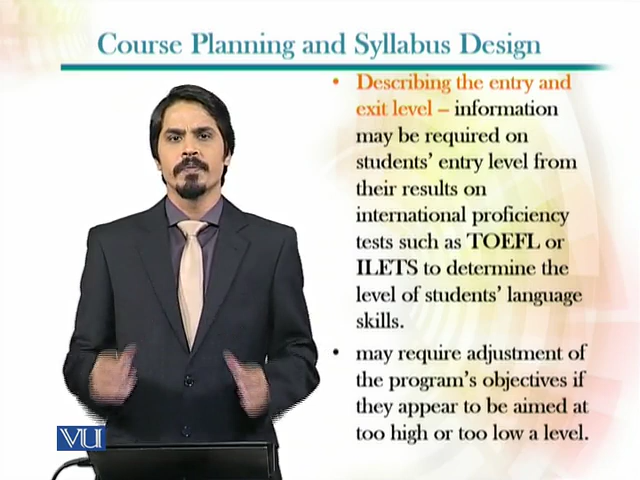 Course Planning and Syllabus Design
• Describing the entry and
exit level – information
may be required on
students' entry level from
their results on
international proficiency
tests such as TOEFL or
ILETS to determine the
level of students' language
skills.
• may require adjustment of
the program's objectives if
they appear to be aimed at
too high or too low a level.
VU